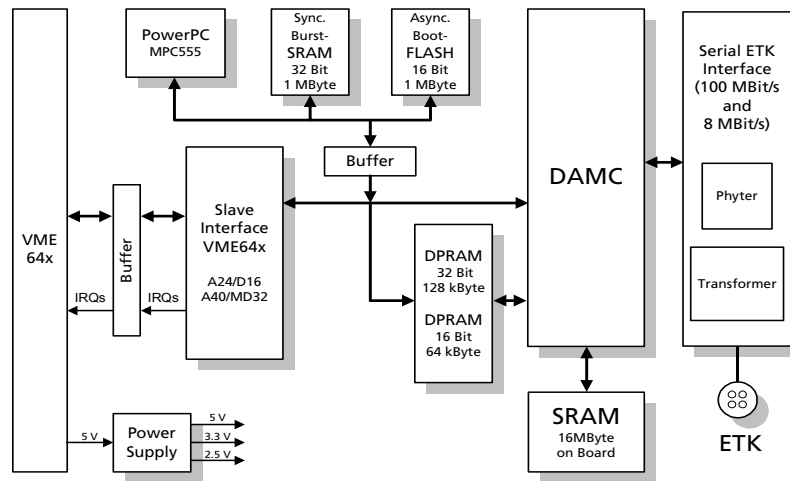 PowerPC
MPC555
Sync.
Burst-
SRAM
32 Bit
1 MByte
Async.
Boot-
FLASH
16 Bit
1 MByte
Buffer
VME
64x
Buffer
IRQs
IRQs
Slave
Interface
VME64x
A24/D16
A40/MD32
DPRAM
32 Bit
128 kByte
DPRAM
16 Bit
64 kByte
DAMC
Serial ETK
Interface
(100 MBit/s
and
8 MBit/s)
Phyter
Transformer
ETK
SRAM
16MByte
on Board
5 V
Power
Supply
5 V
3.3 V
2.5 V